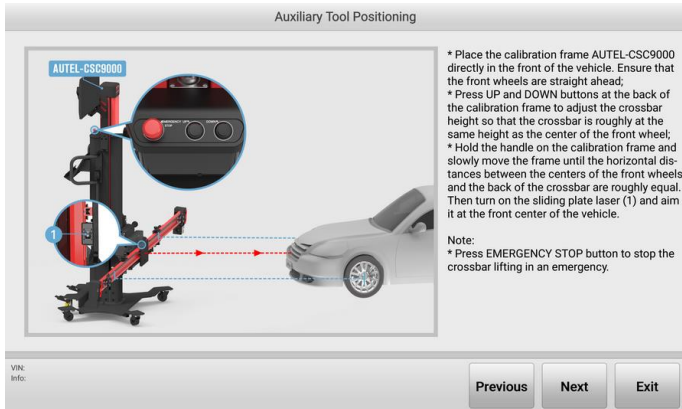 Auxiliary Tool Positioning
AUTEL-CSC9000
EMERGENCY STOP
UP
DOWN
1
* Place the calibration frame AUTEL-CSC9000
directly in the front of the vehicle. Ensure that
the front wheels are straight ahead;
* Press UP and DOWN buttons at the back of
the calibration frame to adjust the crossbar
height so that the crossbar is roughly at the
same height as the center of the front wheel;
* Hold the handle on the calibration frame and
slowly move the frame until the horizontal dis-
tances between the centers of the front wheels
and the back of the crossbar are roughly equal.
Then turn on the sliding plate laser (1) and aim
it at the front center of the vehicle.
Note:
* Press EMERGENCY STOP button to stop the
crossbar lifting in an emergency.
VIN:
Info:
Previous
Next
Exit